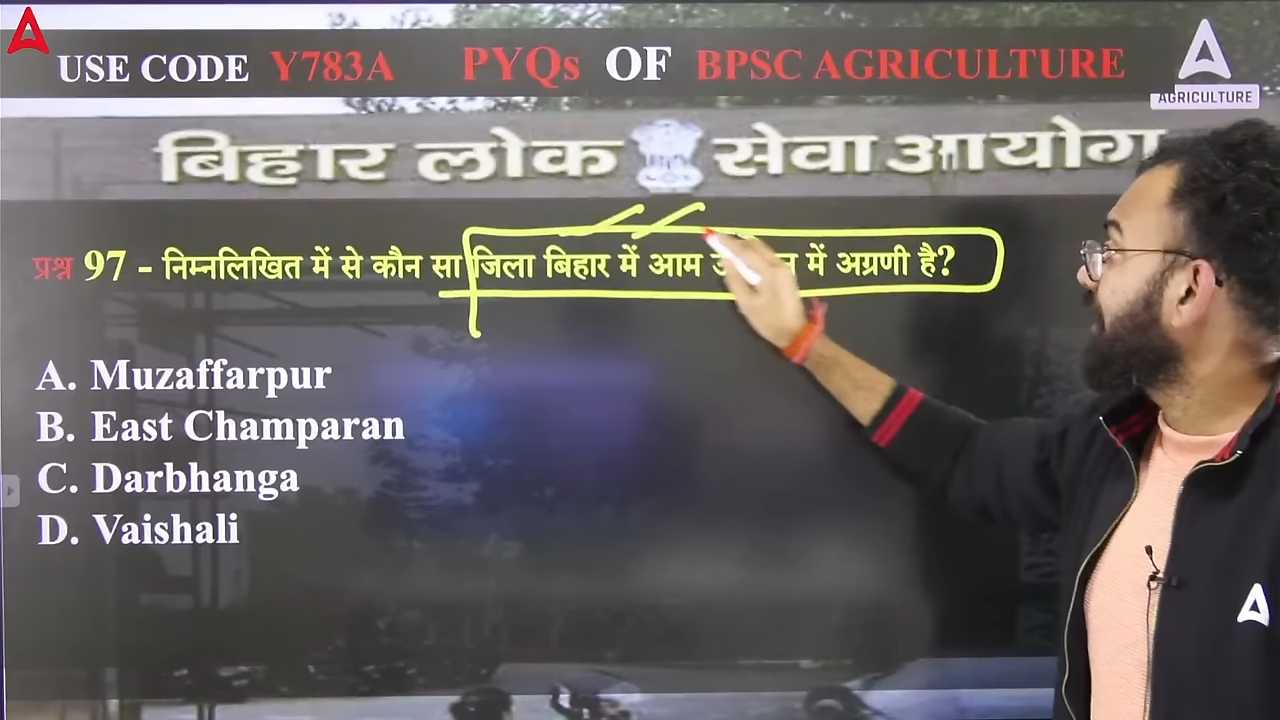 USE CODE Y783A PYQs OF BPSC AGRICULTURE
AGRICULTURE
बिहार लोक सेवा आयोग
प्रश्न 97 - निम्नलिखित में से कौन सा जिला बिहार में आम में अग्रणी है?
A. Muzaffarpur
B. East Champaran
C. Darbhanga
D. Vaishali